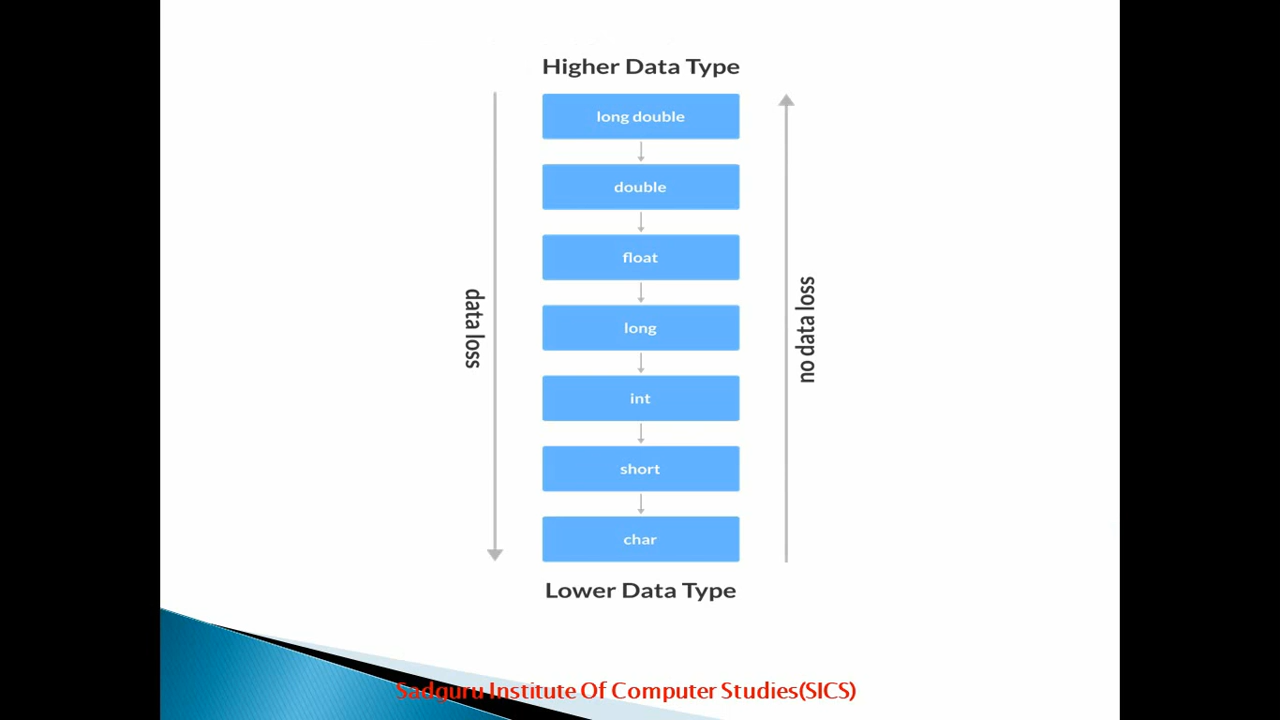 Higher Data Type
long double
double
float
long
int
short
char
Lower Data Type
data loss
no data loss
Sadguru Institute Of Computer Studies(SICS)